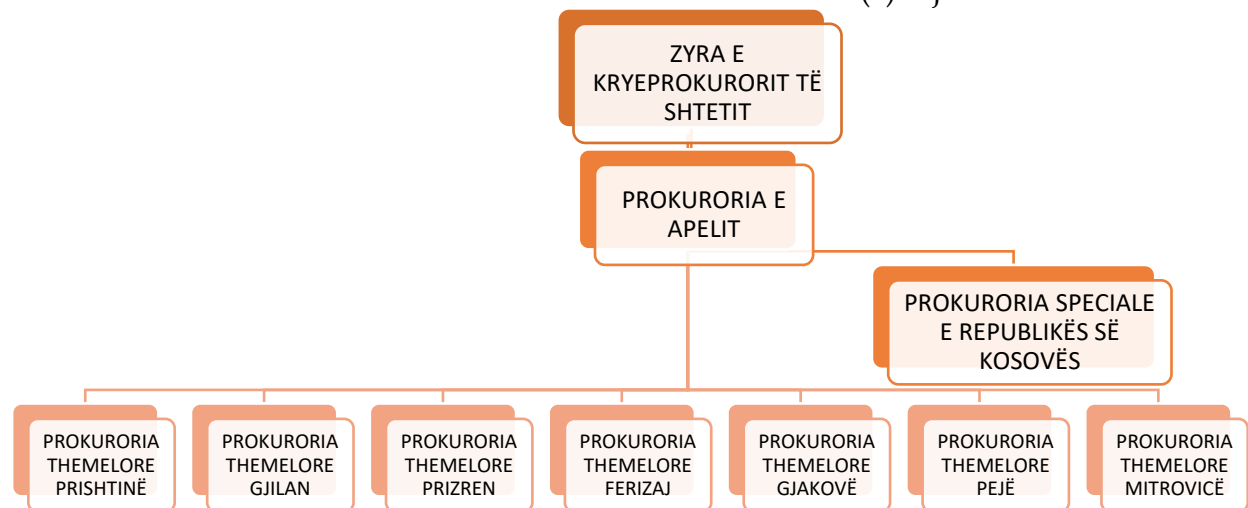 ZYRA E
KRYEPROKURORIT TË
SHTETIT
PROKURORIA E
APELIT
PROKURORIA SPECIALE
E REPUBLIKËS SË
KOSOVËS
PROKURORIA
THEMELORE
PRISHTINË
PROKURORIA
THEMELORE
GJILAN
PROKURORIA
THEMELORE
PRIZREN
PROKURORIA
THEMELORE
FERIZAJ
PROKURORIA
THEMELORE
GJAKOVË
PROKURORIA
THEMELORE
PEJË
PROKURORIA
THEMELORE
MITROVICË